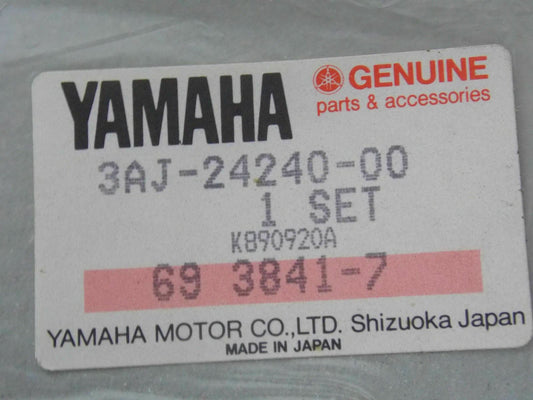 YAMAHA
GENUINE
parts & accessories
3AJ-24240-00
1 SET
K890920A
69 3841-7
YAMAHA MOTOR CO.,LTD. Shizuoka Japan
MADE IN JAPAN